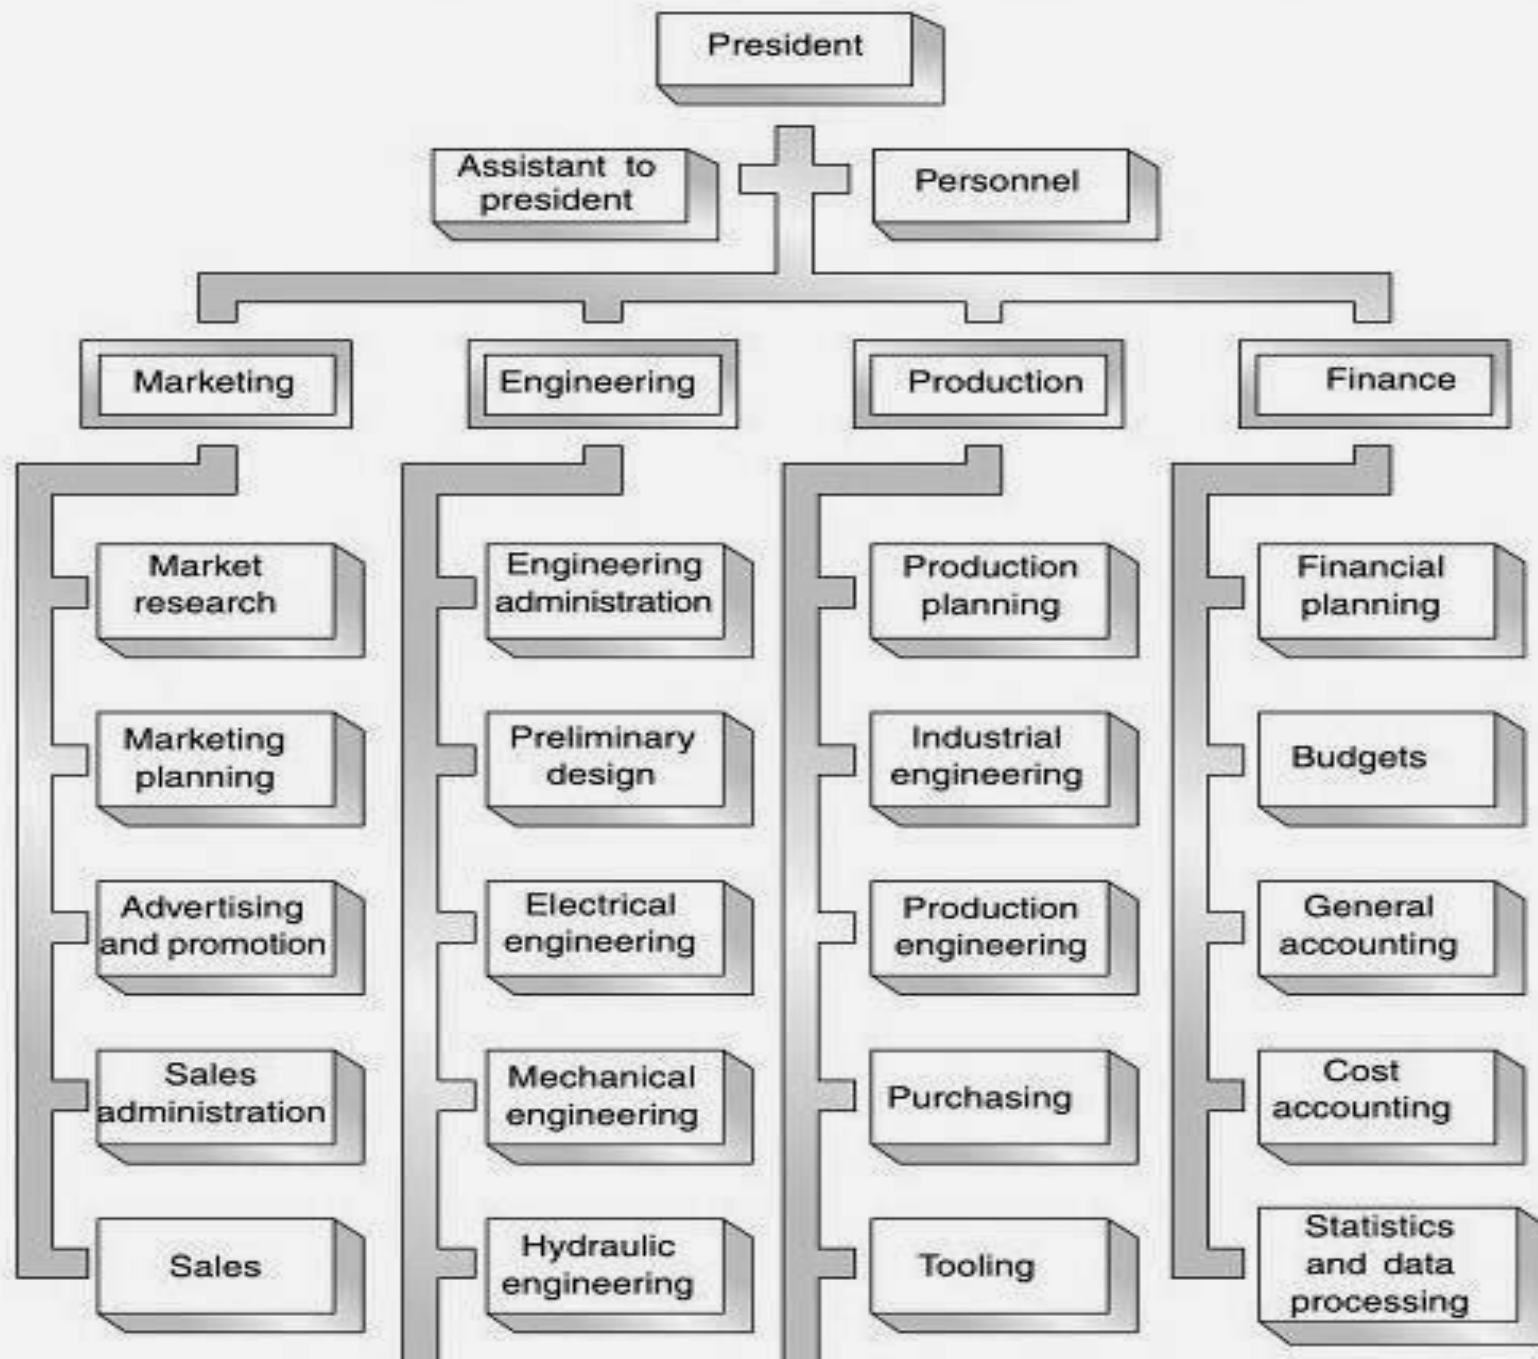 President
Assistant to
president
Personnel
Marketing
Engineering
Production
Finance
Market
research
Marketing
planning
Advertising
and promotion
Sales
administration
Sales
Engineering
administration
Preliminary
design
Electrical
engineering
Mechanical
engineering
Hydraulic
engineering
Production
planning
Industrial
engineering
Production
engineering
Purchasing
Tooling
Financial
planning
Budgets
General
accounting
Cost
accounting
Statistics
and data
processing